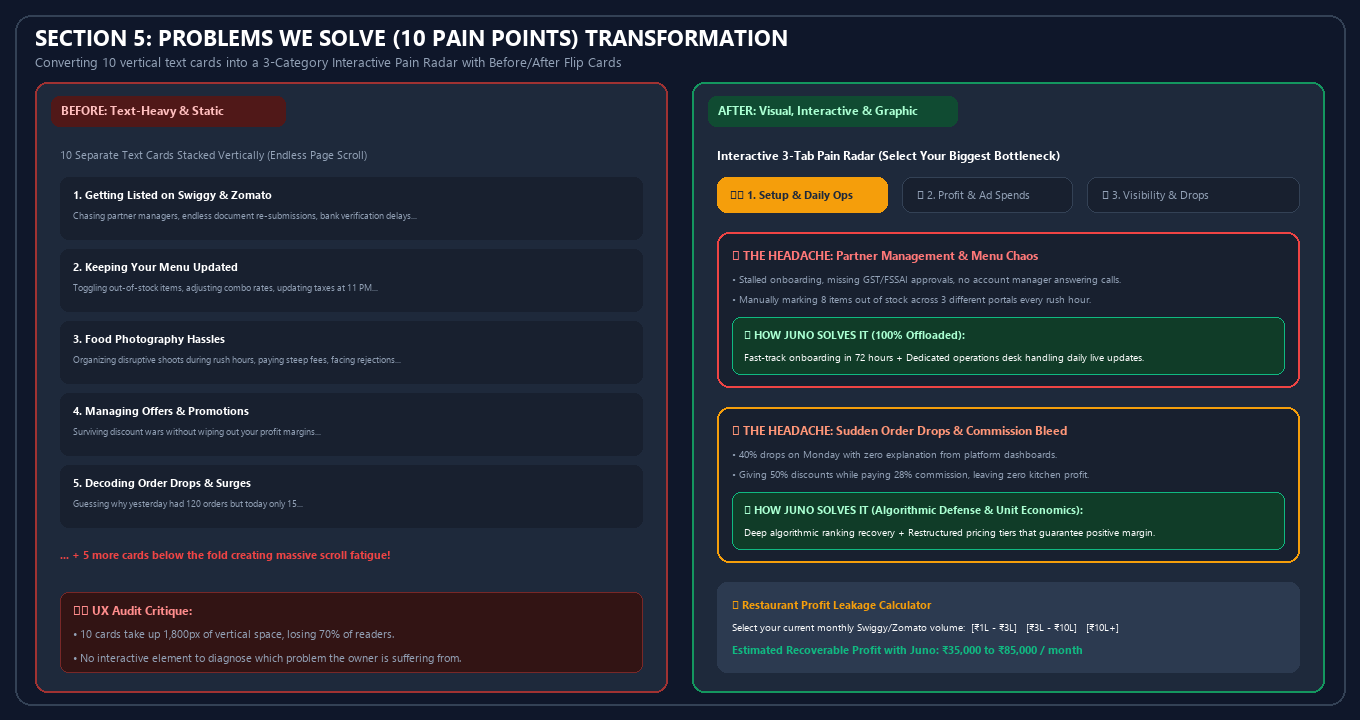 SECTION 5: PROBLEMS WE SOLVE (10 PAIN POINTS) TRANSFORMATION
Converting 10 vertical text cards into a 3-Category Interactive Pain Radar with Before/After Flip Cards
BEFORE: Text-Heavy & Static
10 Separate Text Cards Stacked Vertically (Endless Page Scroll)
1. Getting Listed on Swiggy & Zomato
Chasing partner managers, endless document re-submissions, bank verification delays...
2. Keeping Your Menu Updated
Toggling out-of-stock items, adjusting combo rates, updating taxes at 11 PM...
3. Food Photography Hassles
Organizing disruptive shoots during rush hours, paying steep fees, facing rejections...
4. Managing Offers & Promotions
Surviving discount wars without wiping out your profit margins...
5. Decoding Order Drops & Surges
Guessing why yesterday had 120 orders but today only 15...
... + 5 more cards below the fold creating massive scroll fatigue!
UX Audit Critique:
• 10 cards take up 1,800px of vertical space, losing 70% of readers.
• No interactive element to diagnose which problem the owner is suffering from.
AFTER: Visual, Interactive & Graphic
Interactive 3-Tab Pain Radar (Select Your Biggest Bottleneck)
1. Setup & Daily Ops
2. Profit & Ad Spends
3. Visibility & Drops
THE HEADACHE: Partner Management & Menu Chaos
• Stalled onboarding, missing GST/FSSAI approvals, no account manager answering calls.
• Manually marking 8 items out of stock across 3 different portals every rush hour.
HOW JUNO SOLVES IT (100% Offloaded):
Fast-track onboarding in 72 hours + Dedicated operations desk handling daily live updates.
THE HEADACHE: Sudden Order Drops & Commission Bleed
• 40% drops on Monday with zero explanation from platform dashboards.
• Giving 50% discounts while paying 28% commission, leaving zero kitchen profit.
HOW JUNO SOLVES IT (Algorithmic Defense & Unit Economics):
Deep algorithmic ranking recovery + Restructured pricing tiers that guarantee positive margin.
Restaurant Profit Leakage Calculator
Select your current monthly Swiggy/Zomato volume: [₹1L - ₹3L] [₹3L - ₹10L] [₹10L+]
Estimated Recoverable Profit with Juno: ₹35,000 to ₹85,000 / month